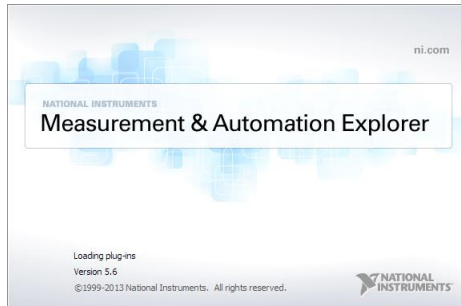 ni.com
NATIONAL INSTRUMENTS
Measurement & Automation Explorer
Loading plug-ins
Version 5.6
©1999-2013 National Instruments. All rights reserved.
NATIONAL
INSTRUMENTS